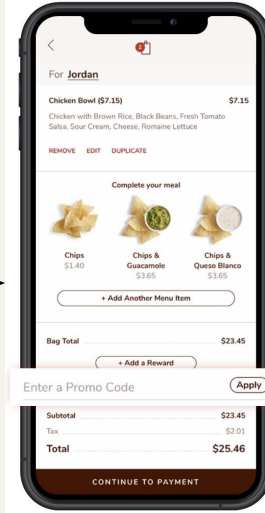 2
For Jordan
Chicken Bowl ($7.15) $7.15
Chicken with Brown Rice, Black Beans, Fresh Tomato
Salsa, Sour Cream, Cheese, Romaine Lettuce
REMOVE EDIT DUPLICATE
Complete your meal
Chips
$1.40
Chips &
Guacamole
$3.65
Chips &
Queso Blanco
$3.65
+ Add Another Menu Item
Bag Total $23.45
+ Add a Reward
Enter a Promo Code Apply
Subtotal $23.45
Tax $2.01
Total $25.46
CONTINUE TO PAYMENT